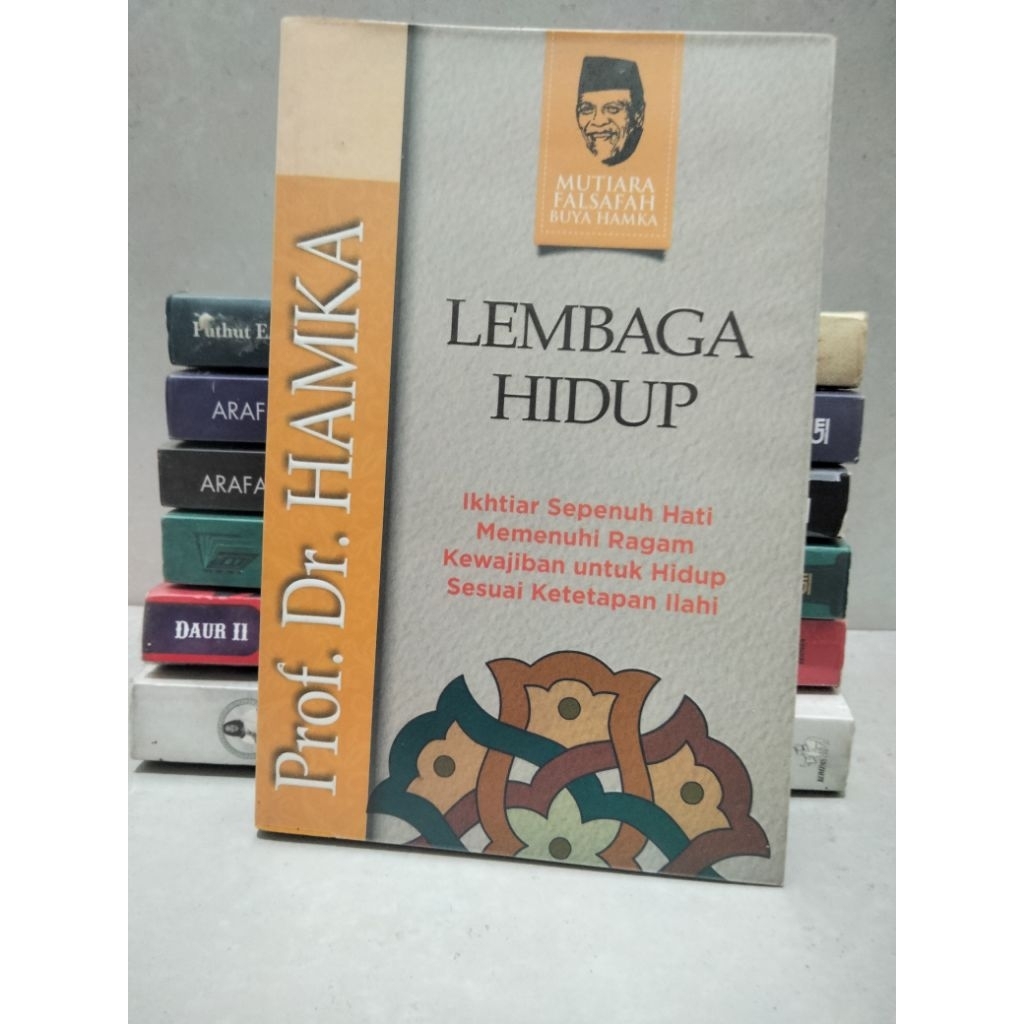 MUTIARA
FALSAFAH
BUYA HAMKA
Prof. Dr. HAMKA
LEMBAGA
HIDUP
Ikhtiar Sepenuh Hati
Memenuhi Ragam
Kewajiban untuk Hidup
Sesuai Ketetapan Ilahi
Puthut E
ARAF
ARAFA
DAUR II